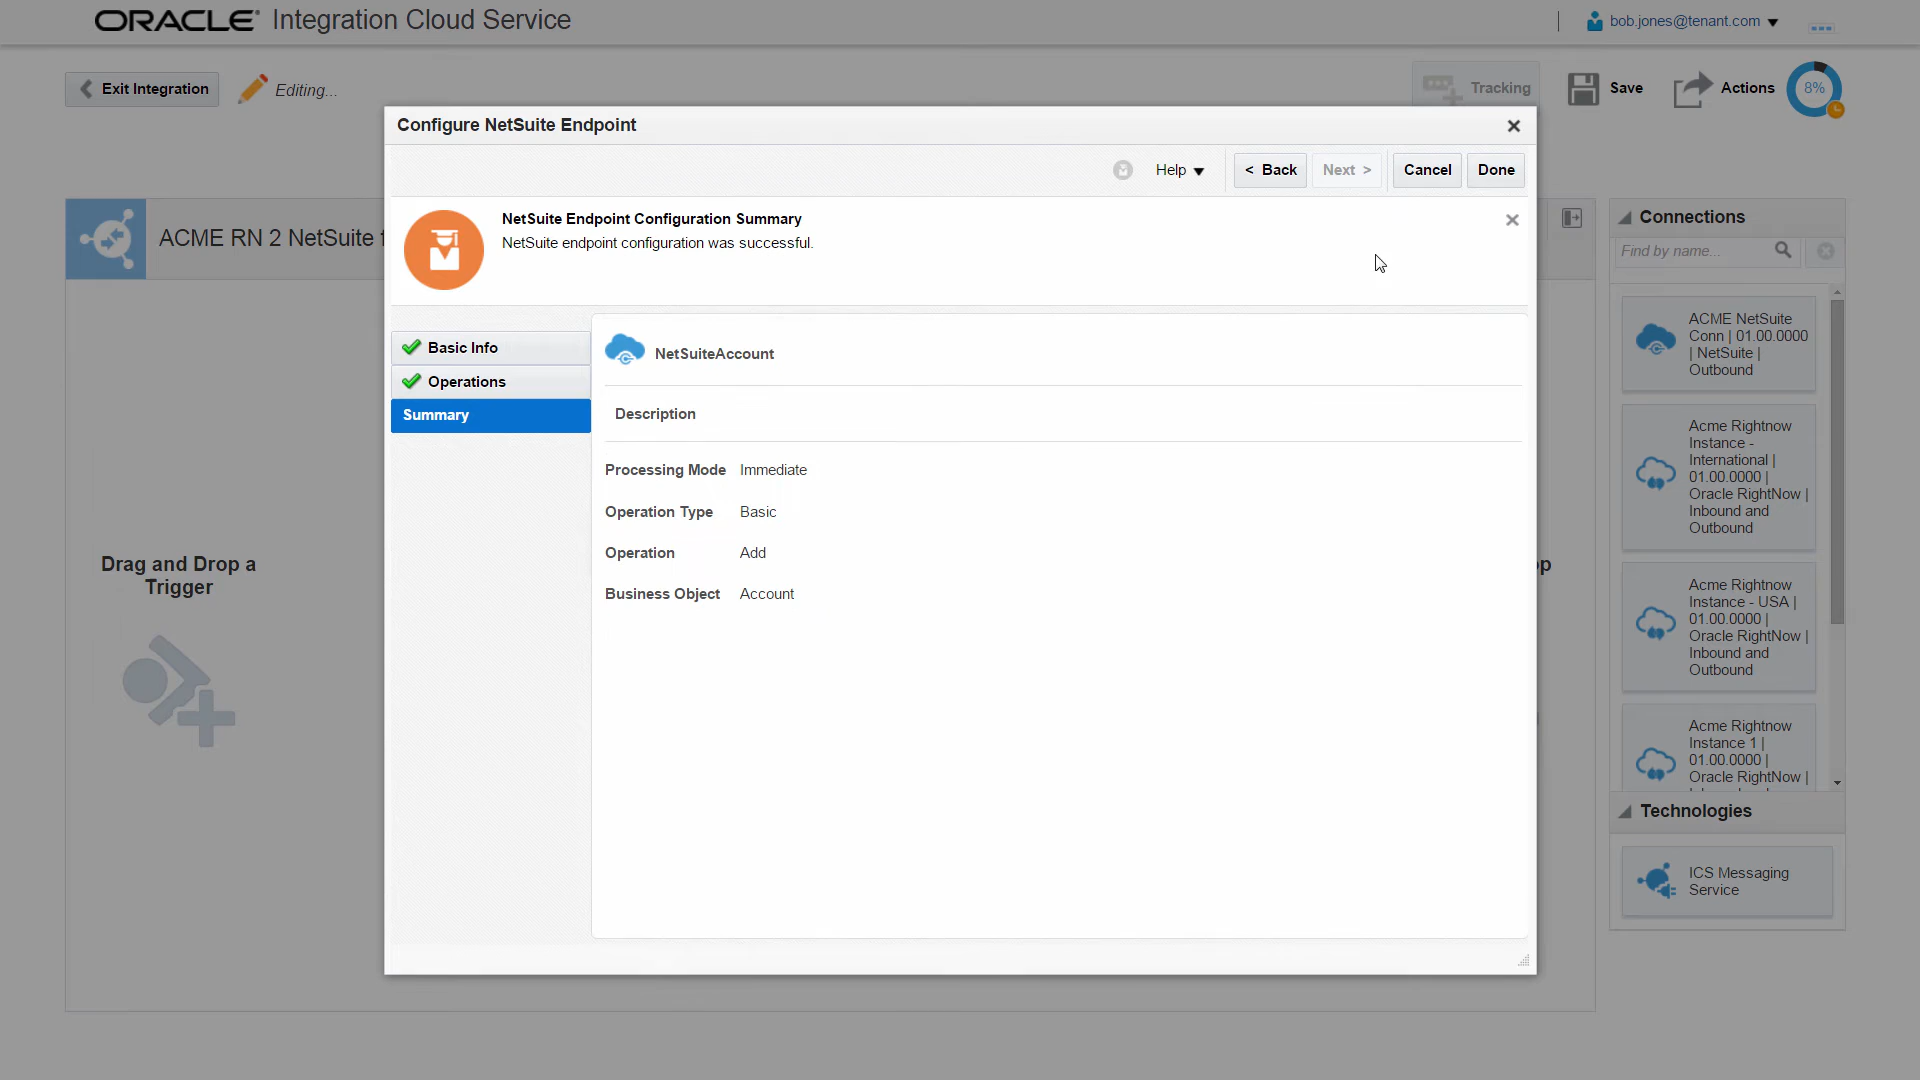 ORACLE Integration Cloud Service
bob.jones@tenant.com
Exit Integration
Editing...
Tracking
Save
Actions
8%
Configure NetSuite Endpoint
Help
< Back
Next >
Cancel
Done
NetSuite Endpoint Configuration Summary
NetSuite endpoint configuration was successful.
ACME RN 2 NetSuite
Basic Info
Operations
Summary
NetSuiteAccount
Description
Processing Mode Immediate
Operation Type Basic
Operation Add
Business Object Account
Drag and Drop a
Trigger
Connections
Find by name...
ACME NetSuite
Conn | 01.00.0000
| NetSuite |
Outbound
Acme Rightnow
Instance -
International |
01.00.0000 |
Oracle RightNow |
Inbound and
Outbound
Acme Rightnow
Instance - USA |
01.00.0000 |
Oracle RightNow |
Inbound and
Outbound
Acme Rightnow
Instance 1 |
01.00.0000 |
Oracle RightNow |
Technologies
ICS Messaging
Service